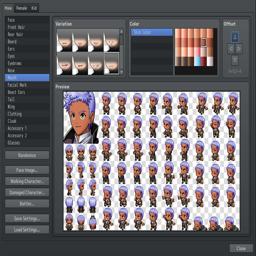 Male
Female
Kid
Face
Front Hair
Rear Hair
Beard
Ears
Eyes
Eyebrows
Nose
Mouth
Facial Mark
Beast Ears
Tail
Wing
Clothing
Cloak
Accessory 1
Accessory 2
Glasses
Randomize
Face Image...
Walking Character...
Damaged Character...
Battler...
Save Settings...
Load Settings...
Variation
Color
Skin Color
Offset
Preview
Close